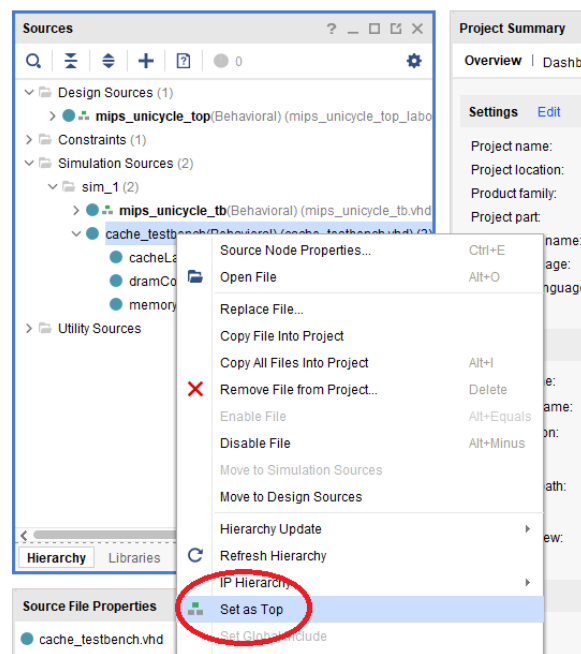 Sources
? _
0
Design Sources (1)
mips_unicycle_top(Behavioral) (mips_unicycle_top_labo
Constraints (1)
Simulation Sources (2)
sim_1 (2)
mips_unicycle_tb(Behavioral) (mips_unicycle_tb.vhd
cache_testbench(Behavioral) (cache_testbench.vhd) (3)
cacheLa
dramCo
memory
Utility Sources
Hierarchy Libraries
Source File Properties
cache_testbench.vhd
Source Node Properties... Ctrl+E
Open File Alt+O
Replace File...
Copy File Into Project
Copy All Files Into Project Alt+I
Remove File from Project... Delete
Enable File Alt+Equals
Disable File Alt+Minus
Move to Simulation Sources
Move to Design Sources
Hierarchy Update
Refresh Hierarchy
IP Hierarchy
Set as Top
Set Global Include
Project Summary
Overview | Dashb
Settings Edit
Project name:
Project location:
Product family:
Project part:
name:
age:
nguag
e:
ame:
on:
ath:
ew: